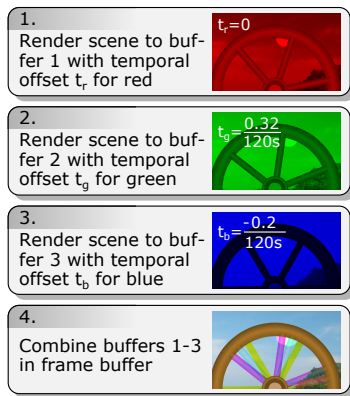 1.
Render scene to buf-
fer 1 with temporal
offset tr for red
tr=0
2.
Render scene to buf-
fer 2 with temporal
offset tg for green
tg=0.32
120s
3.
Render scene to buf-
fer 3 with temporal
offset tb for blue
tb=-0.2
120s
4.
Combine buffers 1-3
in frame buffer